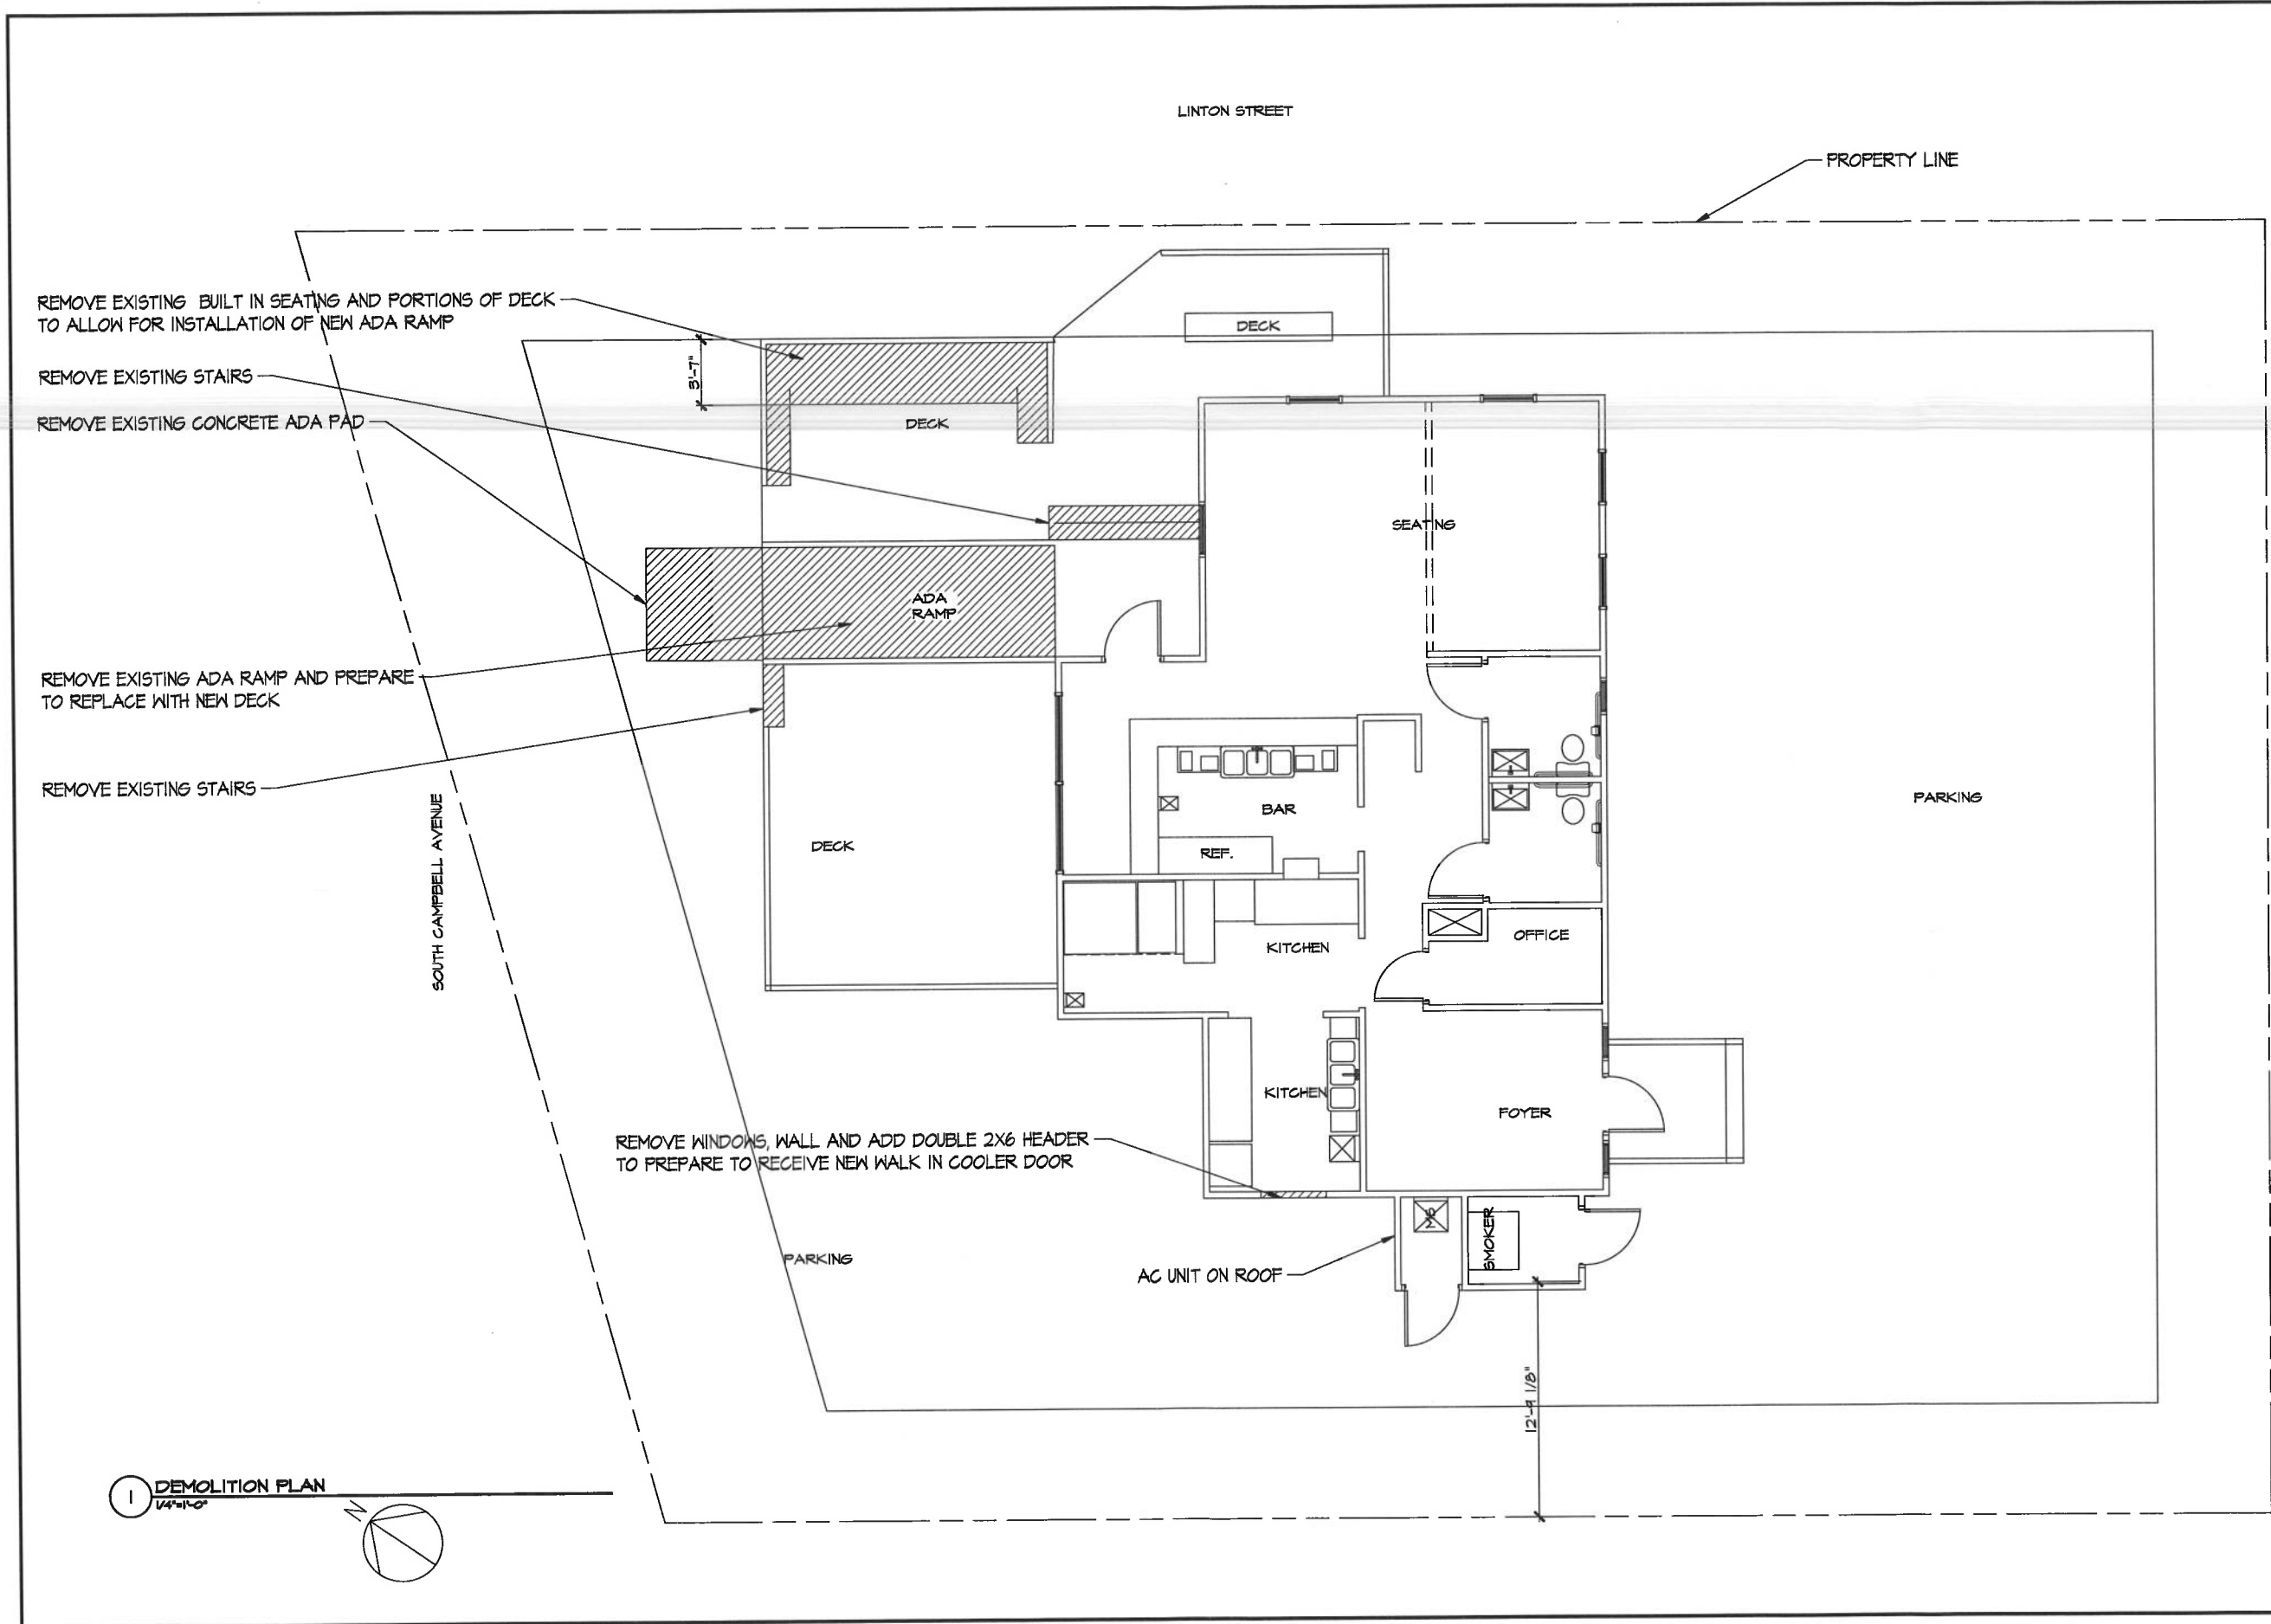 LINTON STREET
PROPERTY LINE
REMOVE EXISTING BUILT IN SEATING AND PORTIONS OF DECK
TO ALLOW FOR INSTALLATION OF NEW ADA RAMP
DECK
3'-7"
REMOVE EXISTING STAIRS
REMOVE EXISTING CONCRETE ADA PAD
DECK
SEATING
ADA
RAMP
REMOVE EXISTING ADA RAMP AND PREPARE
TO REPLACE WITH NEW DECK
REMOVE EXISTING STAIRS
SOUTH CAMPBELL AVENUE
DECK
BAR
REF.
PARKING
KITCHEN
OFFICE
KITCHEN
FOYER
REMOVE WINDOWS, WALL AND ADD DOUBLE 2X6 HEADER
TO PREPARE TO RECEIVE NEW WALK IN COOLER DOOR
MS
SMOKER
PARKING
AC UNIT ON ROOF
12'-9 1/8"
1 DEMOLITION PLAN
1/4"=1'-0"
N